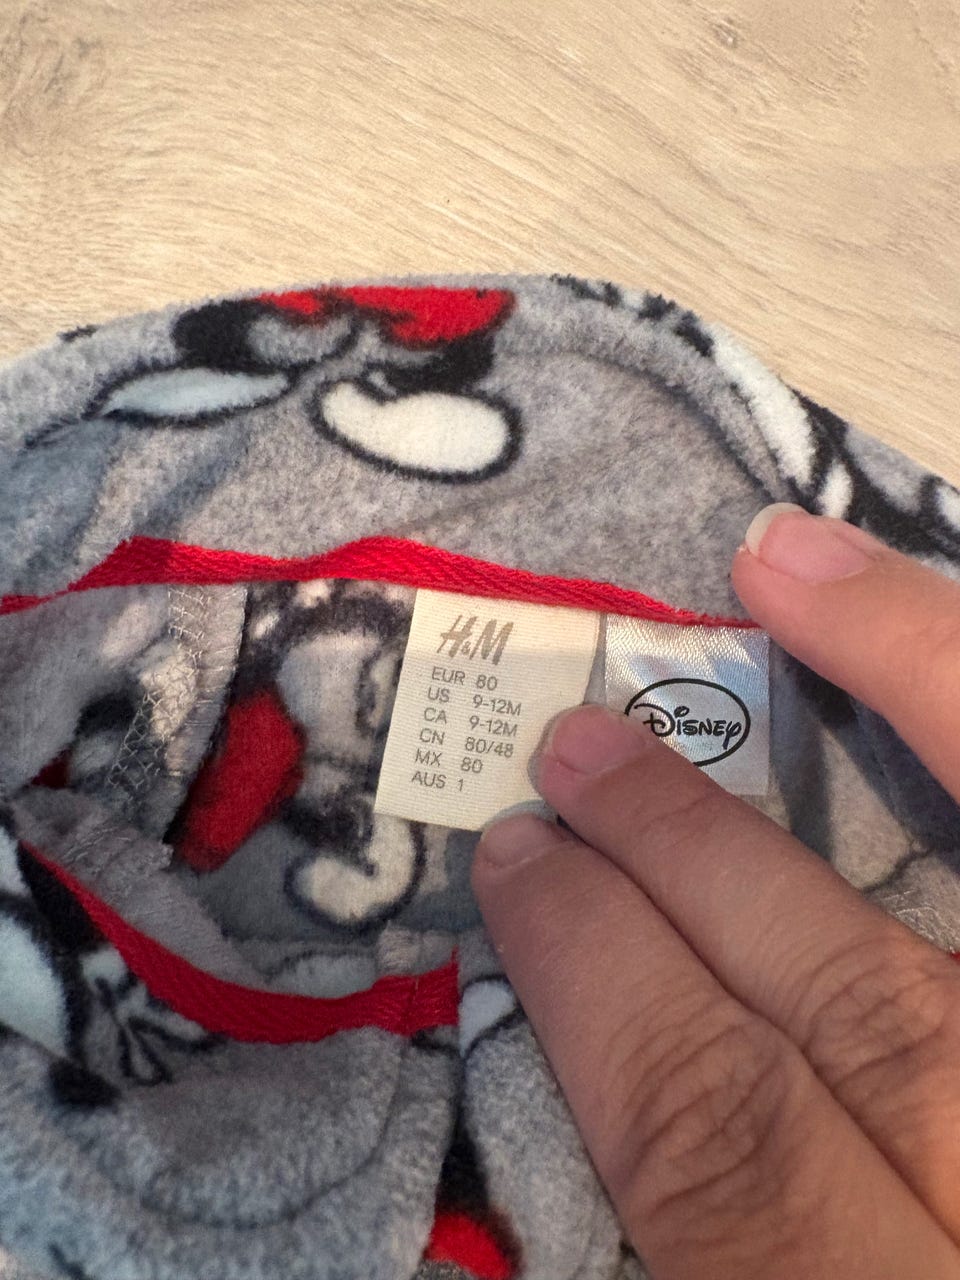 H&M
EUR 80
US 9-12M
CA 9-12M
CN 80/48
MX 80
AUS 1
Disney